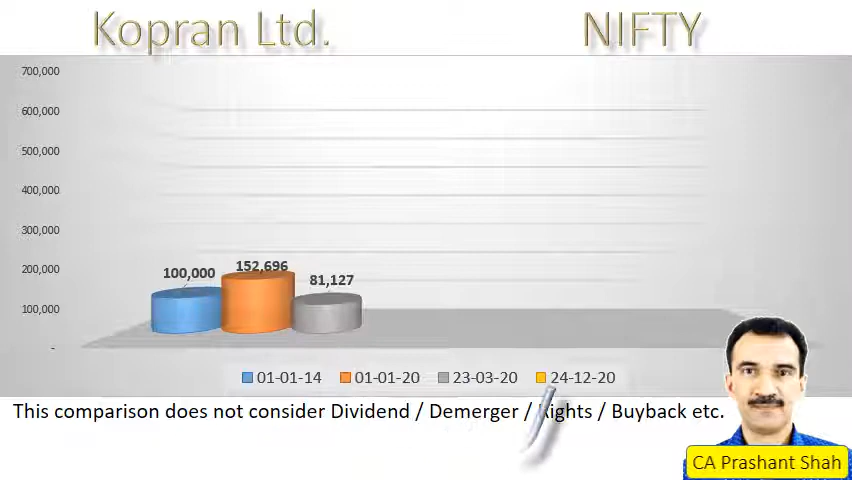 Kopran Ltd. NIFTY
700,000
600,000
500,000
400,000
300,000
200,000
100,000
-
100,000 152,696 81,127
01-01-14 01-01-20 23-03-20 24-12-20
This comparison does not consider Dividend / Demerger / Rights / Buyback etc.
CA Prashant Shah